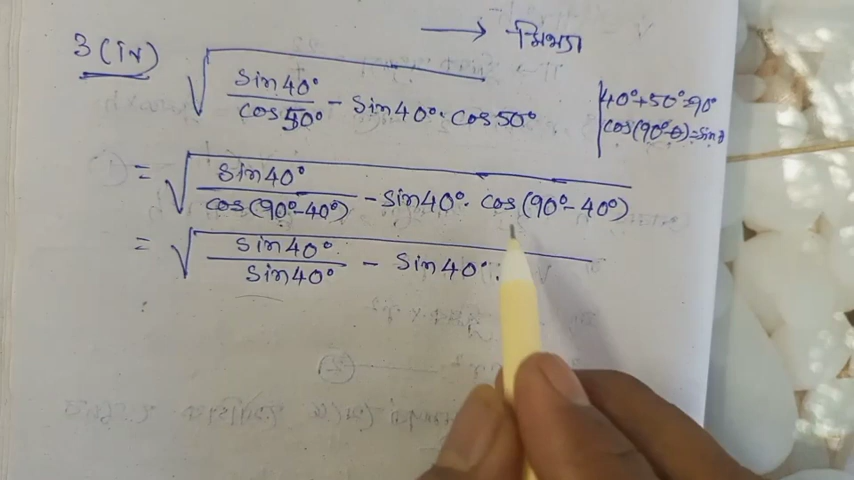 3 (iv)
√(sin40°/cos50° - sin40°. cos50°)
40°+50°=90°
cos(90°-θ)=sinθ
= √(sin40°/cos(90°-40°) - sin40°. cos(90°-40°))
= √(sin40°/sin40° - sin40°.